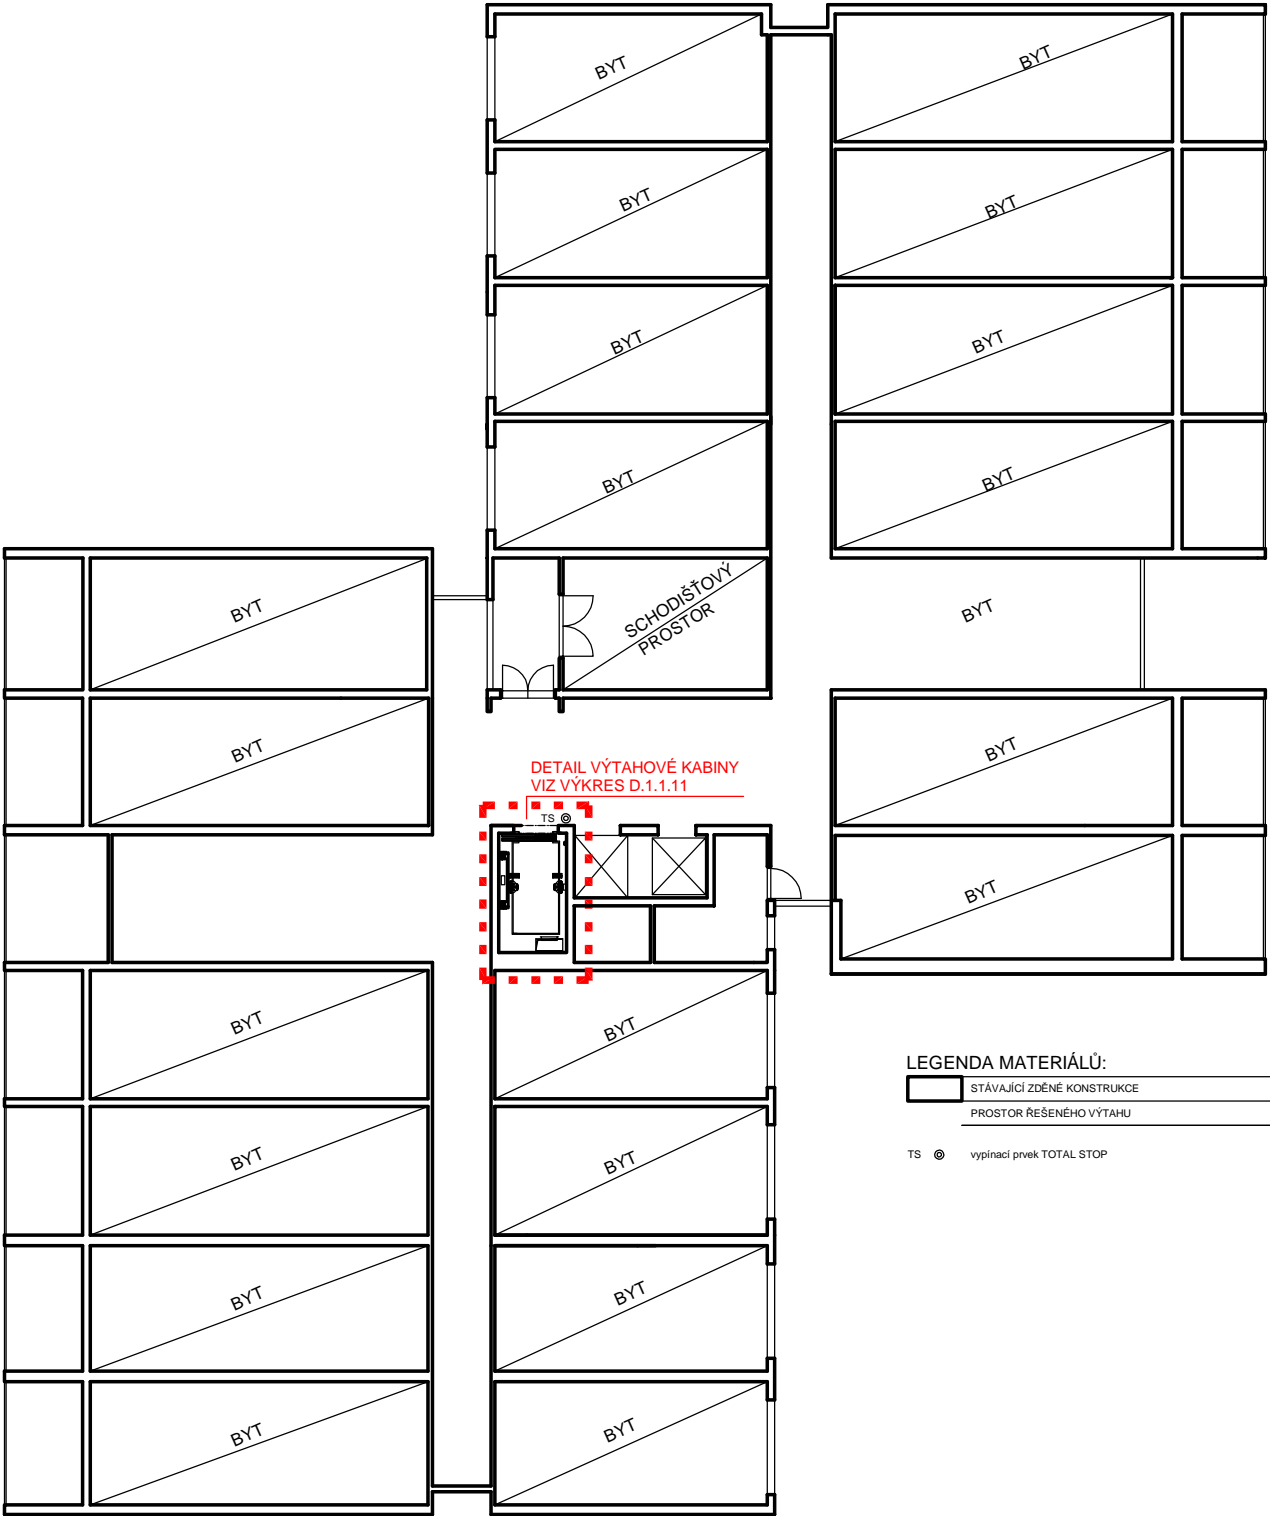 BYT
BYT
BYT
BYT
BYT
BYT
BYT
BYT
BYT
SCHODIŠŤOVÝ
PROSTOR
BYT
BYT
BYT
DETAIL VÝTAHOVÉ KABINY
VIZ VÝKRES D.1.1.11
TS
BYT
BYT
BYT
BYT
BYT
BYT
BYT
BYT
BYT
LEGENDA MATERIÁLŮ:
STÁVAJÍCÍ ZDĚNÉ KONSTRUKCE
PROSTOR ŘEŠENÉHO VÝTAHU
TS vypínací prvek TOTAL STOP
BYT